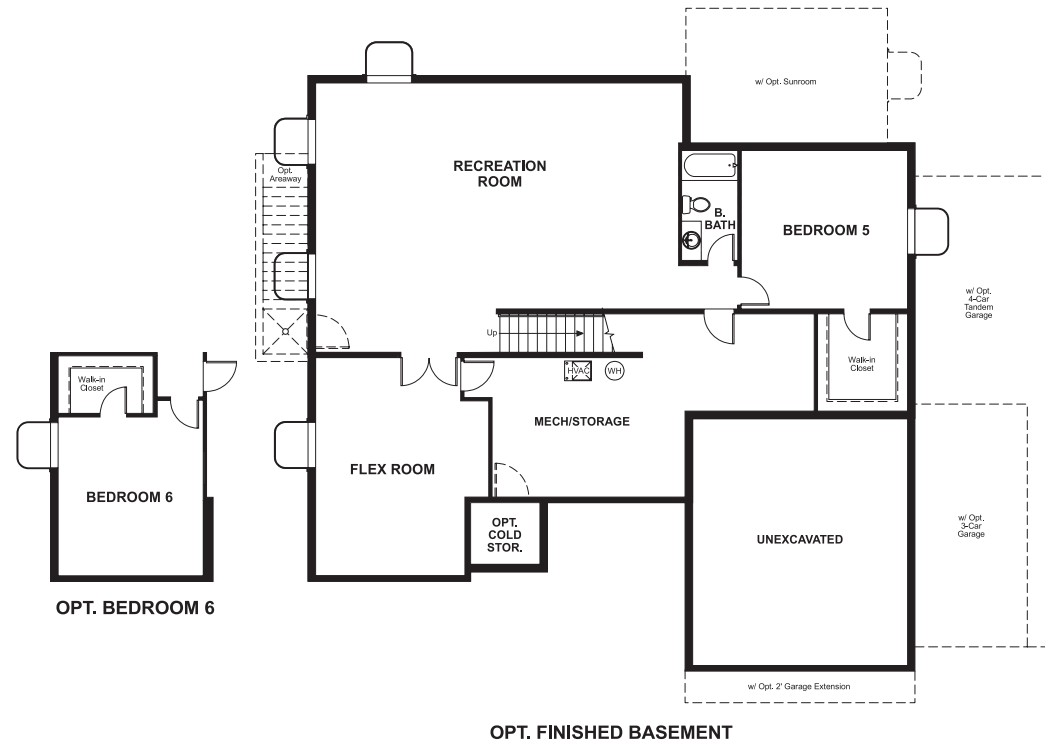 w/ Opt. Sunroom
RECREATION
ROOM
Opt.
Areaway
B.
BATH
BEDROOM 5
w/ Opt.
4-Car
Tandem
Garage
Up
HVAC
WH
Walk-in
Closet
Walk-in
Closet
MECH/STORAGE
FLEX ROOM
BEDROOM 6
OPT.
COLD
STOR.
UNEXCAVATED
w/ Opt.
3-Car
Garage
OPT. BEDROOM 6
w/ Opt. 2' Garage Extension
OPT. FINISHED BASEMENT